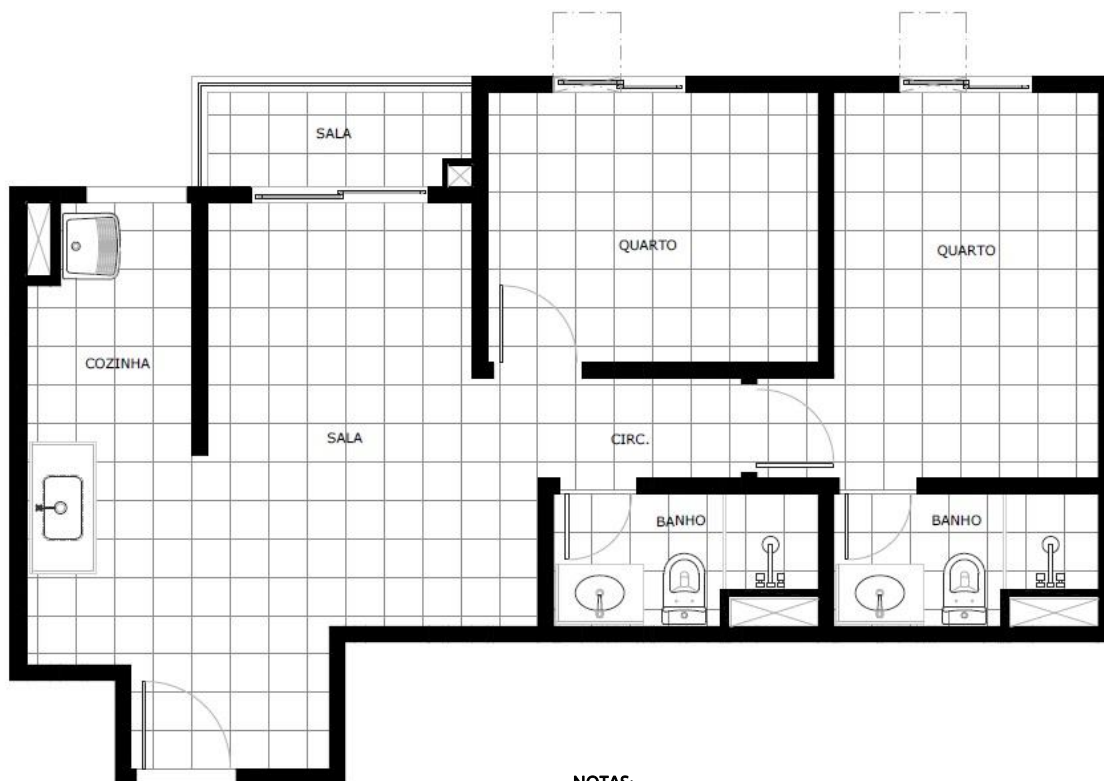 SALA
QUARTO
QUARTO
COZINHA
SALA
CIRC.
BANHO
BANHO
NOTAS: